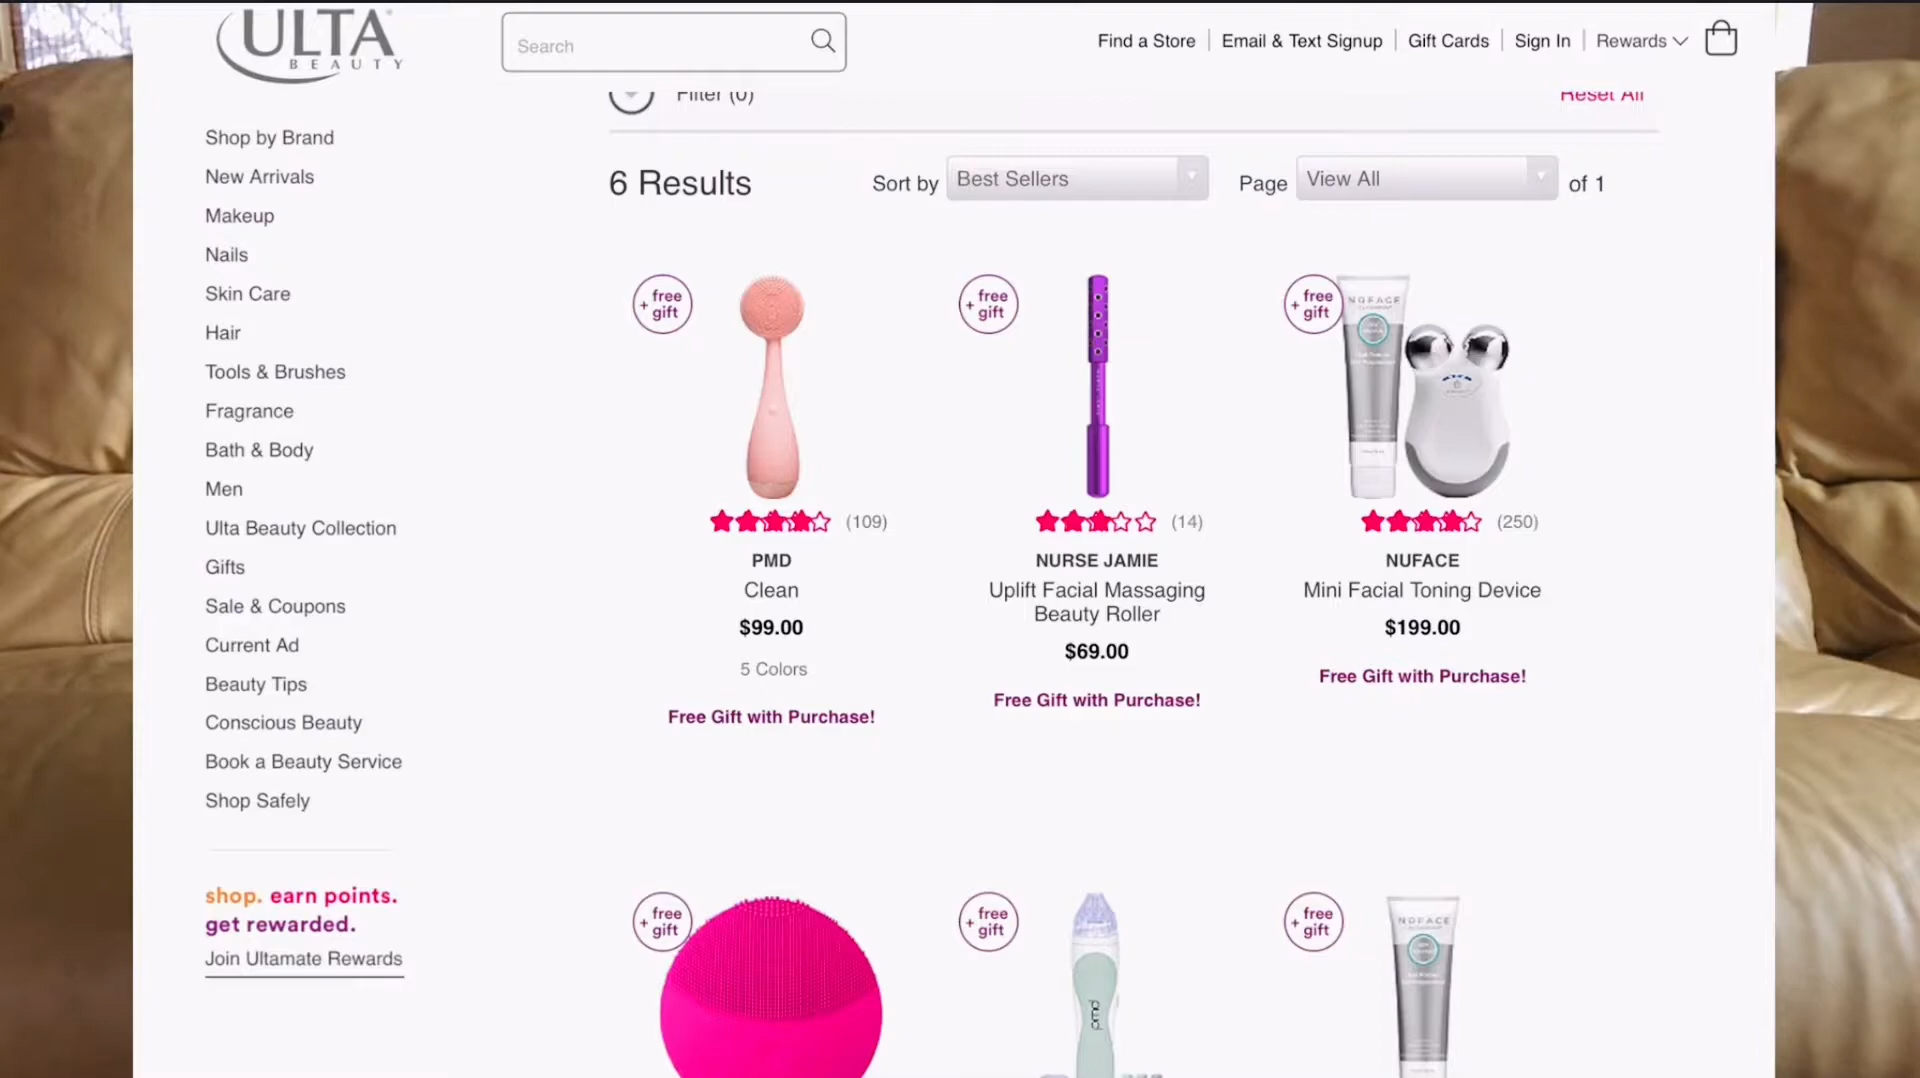 ULTA
BEAUTY
Search
Find a Store
Email & Text Signup
Gift Cards
Sign In
Rewards
Filter (0)
Reset All
Shop by Brand
New Arrivals
Makeup
Nails
Skin Care
Hair
Tools & Brushes
Fragrance
Bath & Body
Men
Ulta Beauty Collection
Gifts
Sale & Coupons
Current Ad
Beauty Tips
Conscious Beauty
Book a Beauty Service
Shop Safely
shop. earn points.
get rewarded.
Join Ultamate Rewards
6 Results
Sort by
Best Sellers
Page
View All
of 1
+ free
gift
(109)
PMD
Clean
$99.00
5 Colors
Free Gift with Purchase!
+ free
gift
(14)
NURSE JAMIE
Uplift Facial Massaging
Beauty Roller
$69.00
Free Gift with Purchase!
+ free
gift
NUFACE
(250)
NUFACE
Mini Facial Toning Device
$199.00
Free Gift with Purchase!
+ free
gift
+ free
gift
pmd
+ free
gift
NUFACE